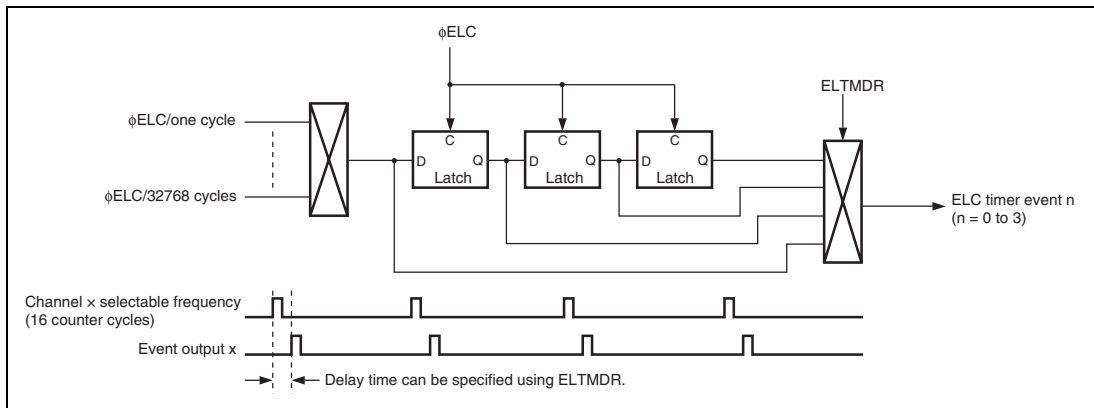 ϕELC
ELTMDR
ϕELC/one cycle
C
C
C
D
Q
D
Q
D
Q
Latch
Latch
Latch
ϕELC/32768 cycles
ELC timer event n
(n = 0 to 3)
Channel × selectable frequency
(16 counter cycles)
Event output x
Delay time can be specified using ELTMDR.